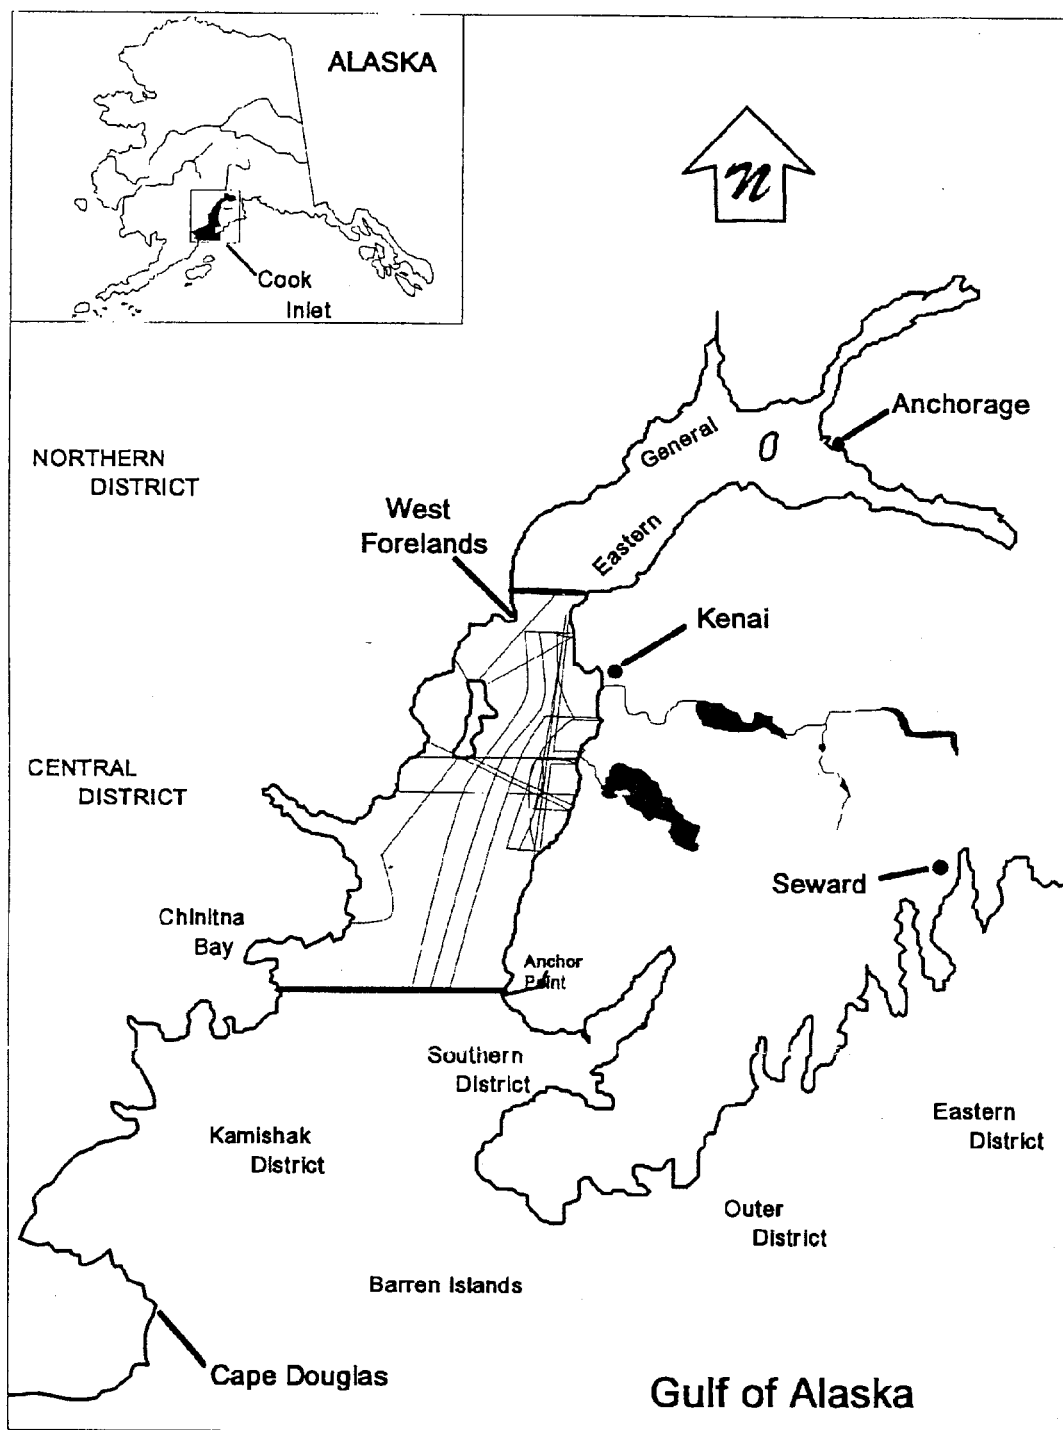 ALASKA
Cook
Inlet
n
Anchorage
General
NORTHERN
DISTRICT
West
Forelands
Eastern
Kenai
CENTRAL
DISTRICT
Seward
Chinitna
Bay
Anchor
Point
Southern
District
Eastern
District
Kamishak
District
Outer
District
Barren Islands
Cape Douglas
Gulf of Alaska